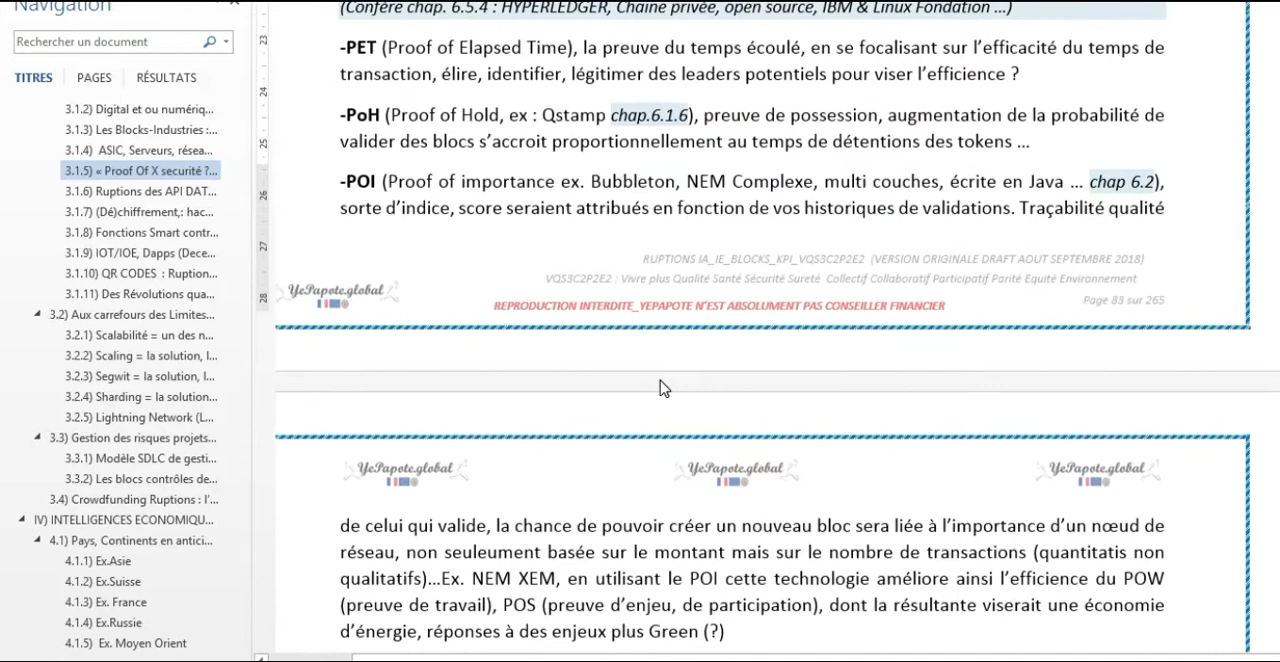 Navigation
Rechercher un document
TITRES PAGES RÉSULTATS
3.1.2) Digital et ou numériq...
3.1.3) Les Blocks-Industries :...
3.1.4) ASIC, Serveurs, résea...
3.1.5) « Proof Of X securité ?...
3.1.6) Ruptions des API DAT...
3.1.7) (Dé)chiffrement,: hac...
3.1.8) Fonctions Smart contr...
3.1.9) IOT/IOE, Dapps (Dece...
3.1.10) QR CODES : Ruption...
3.1.11) Des Révolutions qua...
3.2) Aux carrefours des Limites...
3.2.1) Scalabilité = un des n...
3.2.2) Scaling = la solution, l...
3.2.3) Segwit = la solution, l...
3.2.4) Sharding = la solution...
3.2.5) Lightning Network (L...
3.3) Gestion des risques projets...
3.3.1) Modèle SDLC de gesti...
3.3.2) Les blocs contrôles de...
3.4) Crowdfunding Ruptions : l'...
IV) INTELLIGENCES ECONOMIQU...
4.1) Pays, Continents en antici...
4.1.1) Ex.Asie
4.1.2) Ex.Suisse
4.1.3) Ex. France
4.1.4) Ex.Russie
4.1.5) Ex. Moyen Orient
23
24
25
26
27
28
(Confère chap. 6.5.4 : HYPERLEDGER, Chaine privée, open source, IBM & Linux Fondation ...)
-PET (Proof of Elapsed Time), la preuve du temps écoulé, en se focalisant sur l'efficacité du temps de
transaction, élire, identifier, légitimer des leaders potentiels pour viser l'efficience ?
-PoH (Proof of Hold, ex : Qstamp chap.6.1.6), preuve de possession, augmentation de la probabilité de
valider des blocs s'accroit proportionnellement au temps de détentions des tokens ...
-POI (Proof of importance ex. Bubbleton, NEM Complexe, multi couches, écrite en Java ... chap 6.2),
sorte d'indice, score seraient attribués en fonction de vos historiques de validations. Traçabilité qualité
RUPTIONS IA_IE_BLOCKS_KPI_VQS3C2P2E2 (VERSION ORIGINALE DRAFT AOUT SEPTEMBRE 2018)
VQS3C2P2E2 : Vivre plus Qualité Santé Sécurité Sureté Collectif Collaboratif Participatif Parité Equité Environnement
YePapote.global
REPRODUCTION INTERDITE_YEPAPOTE N'EST ABSOLUMENT PAS CONSEILLER FINANCIER
Page 83 sur 265
YePapote.global YePapote.global YePapote.global
de celui qui valide, la chance de pouvoir créer un nouveau bloc sera liée à l'importance d'un nœud de
réseau, non seuleument basée sur le montant mais sur le nombre de transactions (quantitatis non
qualitatifs)...Ex. NEM XEM, en utilisant le POI cette technologie améliore ainsi l'efficience du POW
(preuve de travail), POS (preuve d'enjeu, de participation), dont la résultante viserait une économie
d'énergie, réponses à des enjeux plus Green (?)